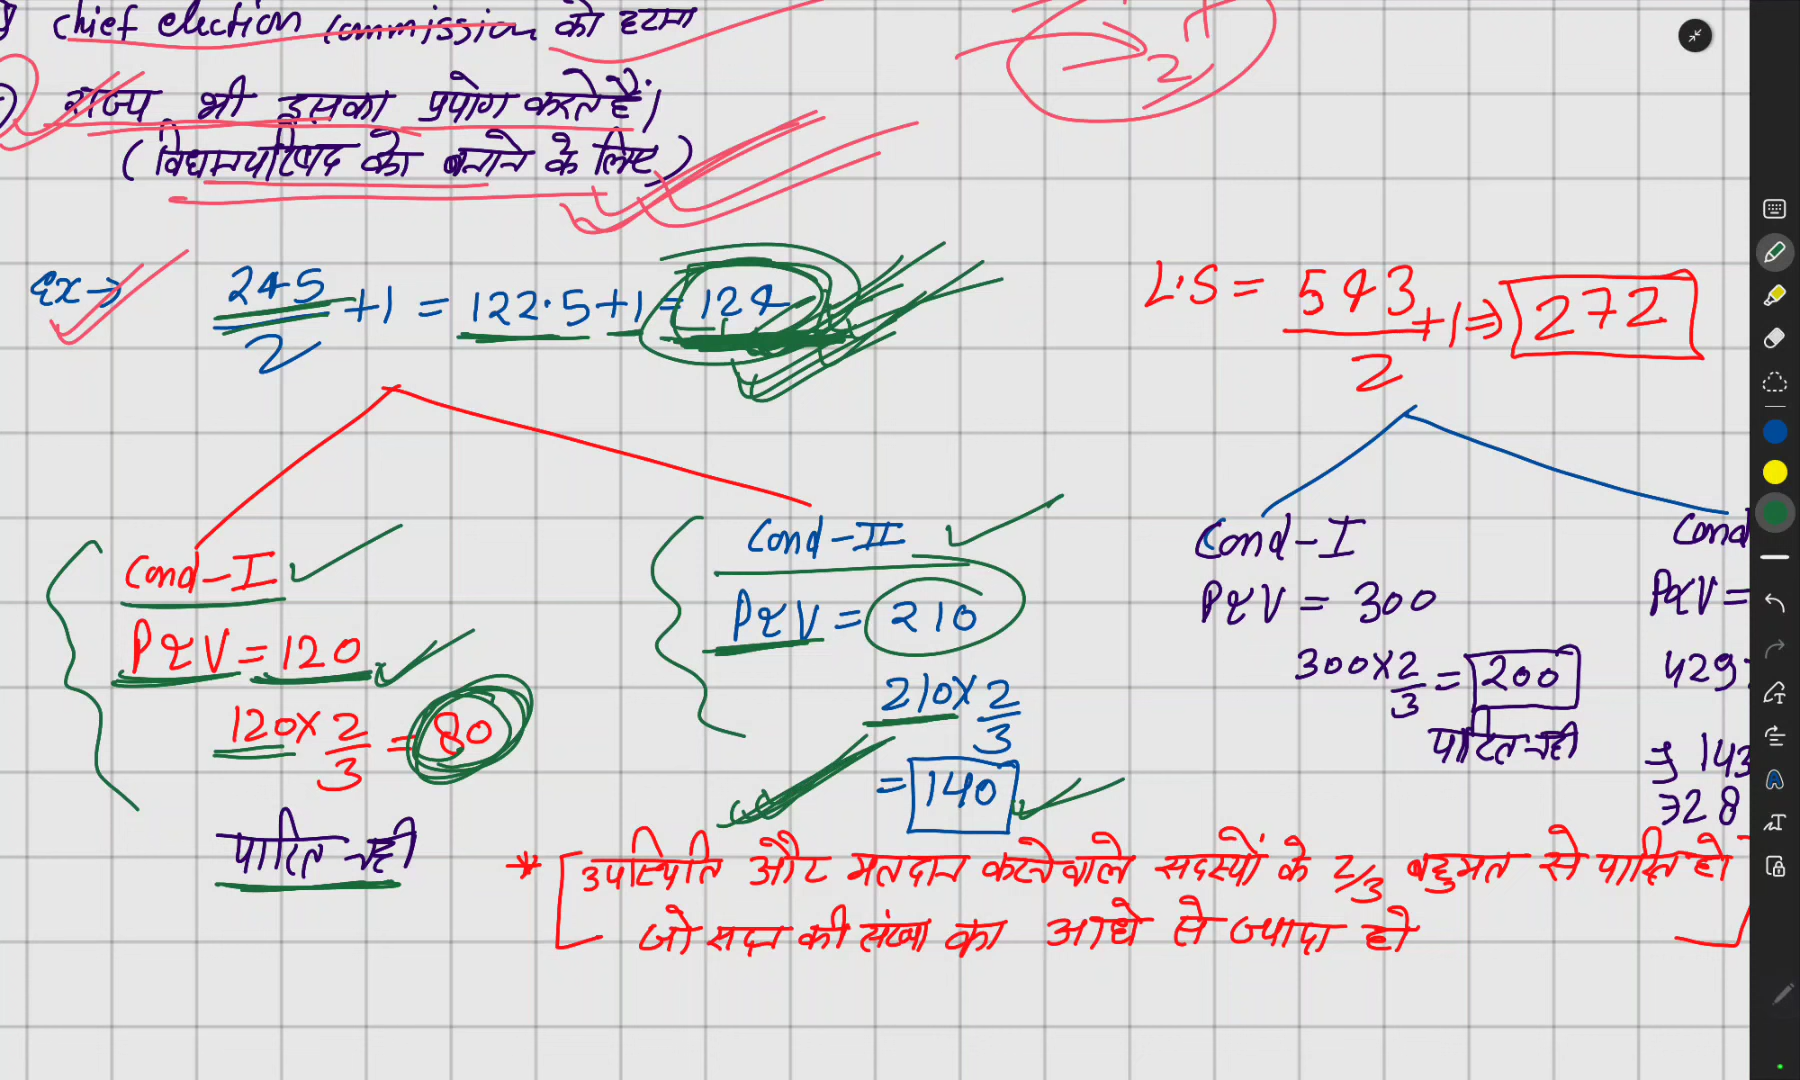 Chief election commission को हटाना
राज्य भी इसका प्रयोग करते हैं।
(विधानपरिषद को बनाने के लिए)
Ex→ 245/2 +1 = 122.5+1 = 124
L.S = 543/2 +1 ⇒ 272
Cond-I
P&V = 120
120×2/3 = 80
पारित नही
Cond-II
P&V = 210
210×2/3
= 140
Cond-I
P&V = 300
300×2/3 = 200
पारित नही
Cond
P&V =
429
⇒ 143
⇒ 28
* [उपस्थिति और मतदान करने वाले सदस्यों के 2/3 बहुमत से पारित हो
जो सदन की संख्या का आधे से ज्यादा हो]